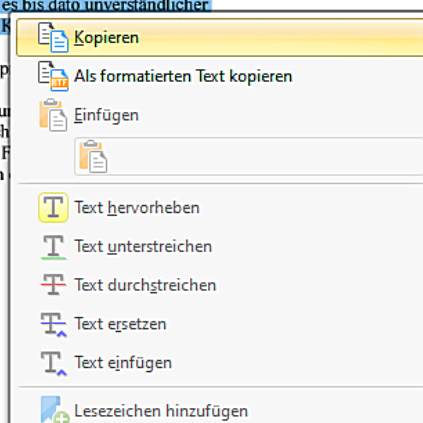 es bis dato unverständlicher
Kopieren
Als formatierten Text kopieren
Einfügen
Text hervorheben
Text unterstreichen
Text durchstreichen
Text ersetzen
Text einfügen
Lesezeichen hinzufügen